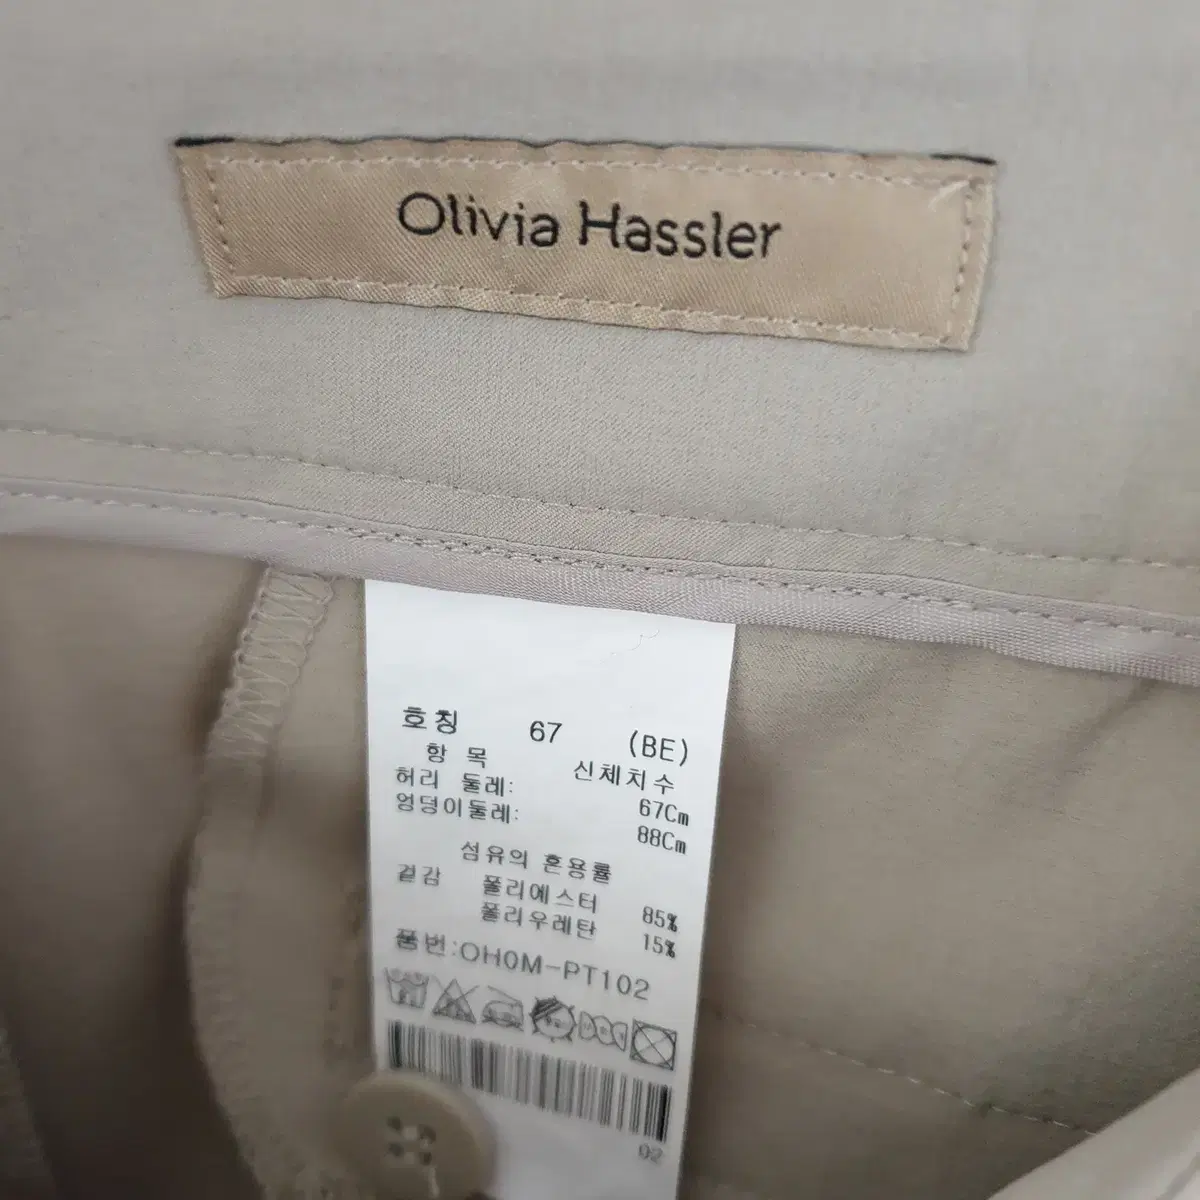 Olivia Hassler
호칭 67 (BE)
항 목 신체치수
허리 둘레: 67Cm
엉덩이둘레: 88Cm
섬유의 혼용률
겉감 폴리에스터 85%
폴리우레탄 15%
품번:OH0M-PT102
02